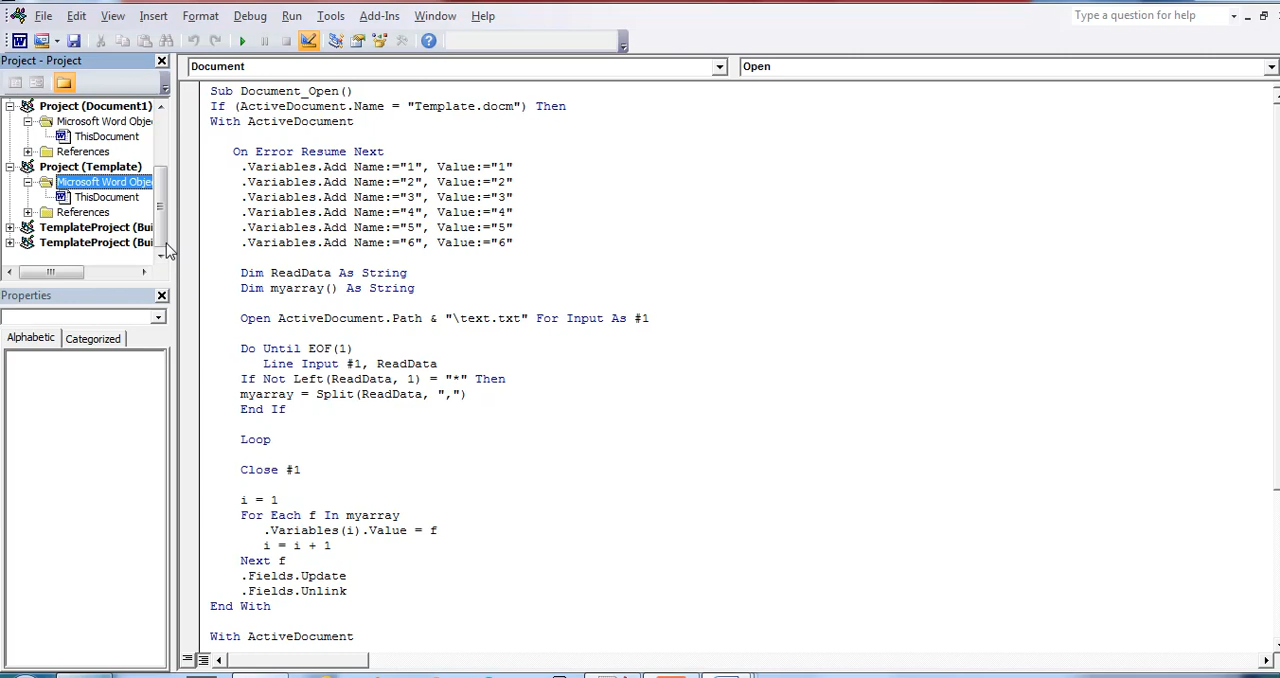 File Edit View Insert Format Debug Run Tools Add-Ins Window Help Type a question for help
Project - Project
Document Open
Project (Document1)
Microsoft Word Obje
ThisDocument
References
Project (Template)
Microsoft Word Obje
ThisDocument
References
TemplateProject (Bui
TemplateProject (Bui
Properties
Alphabetic Categorized
Sub Document_Open()
If (ActiveDocument.Name = "Template.docm") Then
With ActiveDocument
On Error Resume Next
.Variables.Add Name:="1", Value:="1"
.Variables.Add Name:="2", Value:="2"
.Variables.Add Name:="3", Value:="3"
.Variables.Add Name:="4", Value:="4"
.Variables.Add Name:="5", Value:="5"
.Variables.Add Name:="6", Value:="6"
Dim ReadData As String
Dim myarray() As String
Open ActiveDocument.Path & "\text.txt" For Input As #1
Do Until EOF(1)
Line Input #1, ReadData
If Not Left(ReadData, 1) = "*" Then
myarray = Split(ReadData, ",")
End If
Loop
Close #1
i = 1
For Each f In myarray
.Variables(i).Value = f
i = i + 1
Next f
.Fields.Update
.Fields.Unlink
End With
With ActiveDocument